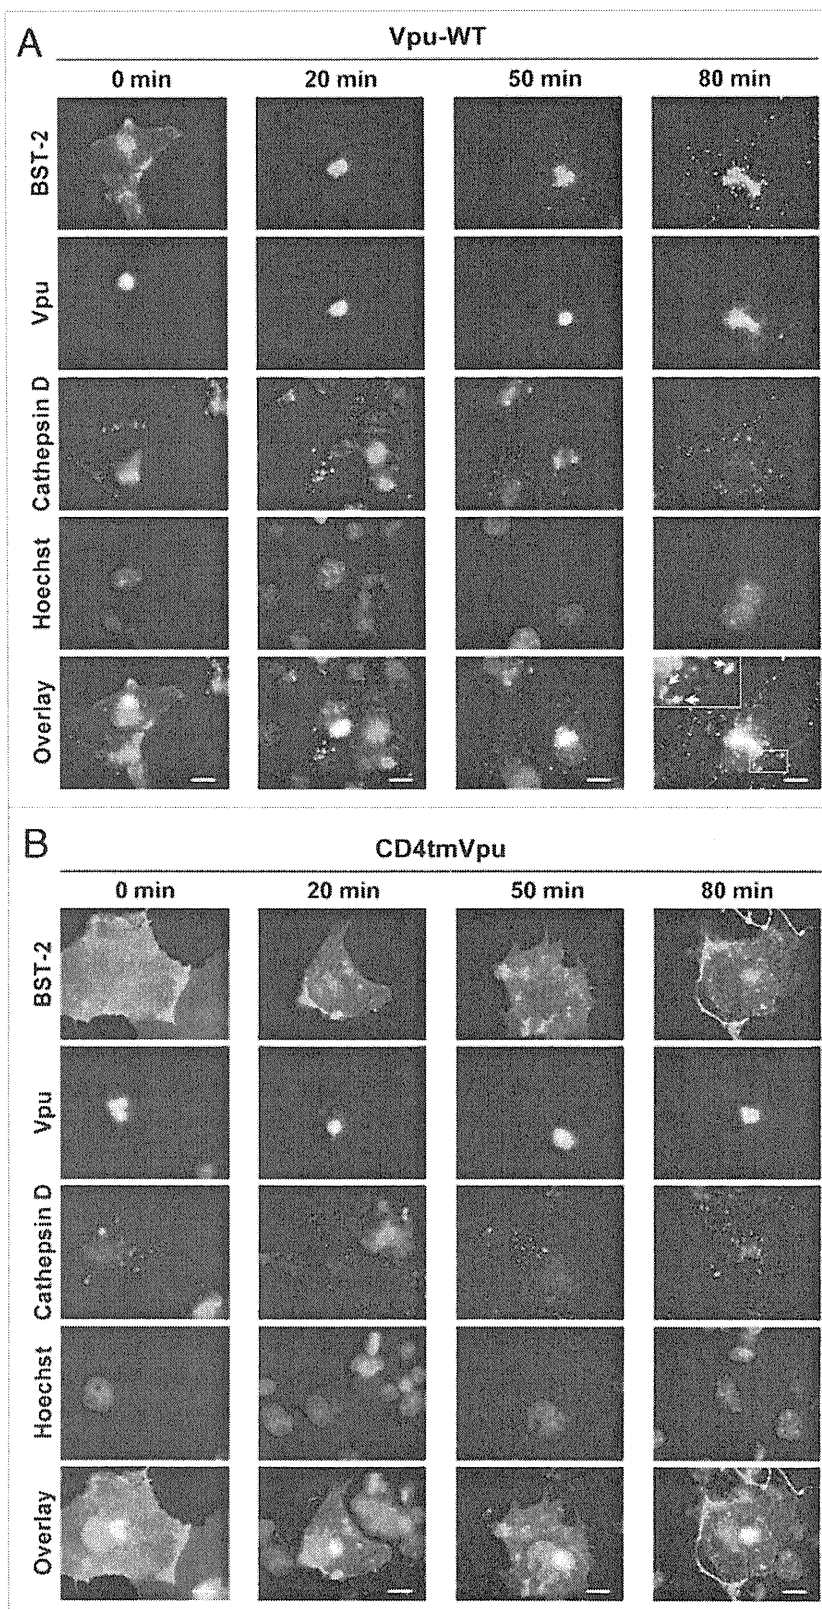 A
Vpu-WT
0 min 20 min 50 min 80 min
BST-2
Vpu
Cathepsin D
Hoechst
Overlay
B
CD4tmVpu
0 min 20 min 50 min 80 min
BST-2
Vpu
Cathepsin D
Hoechst
Overlay